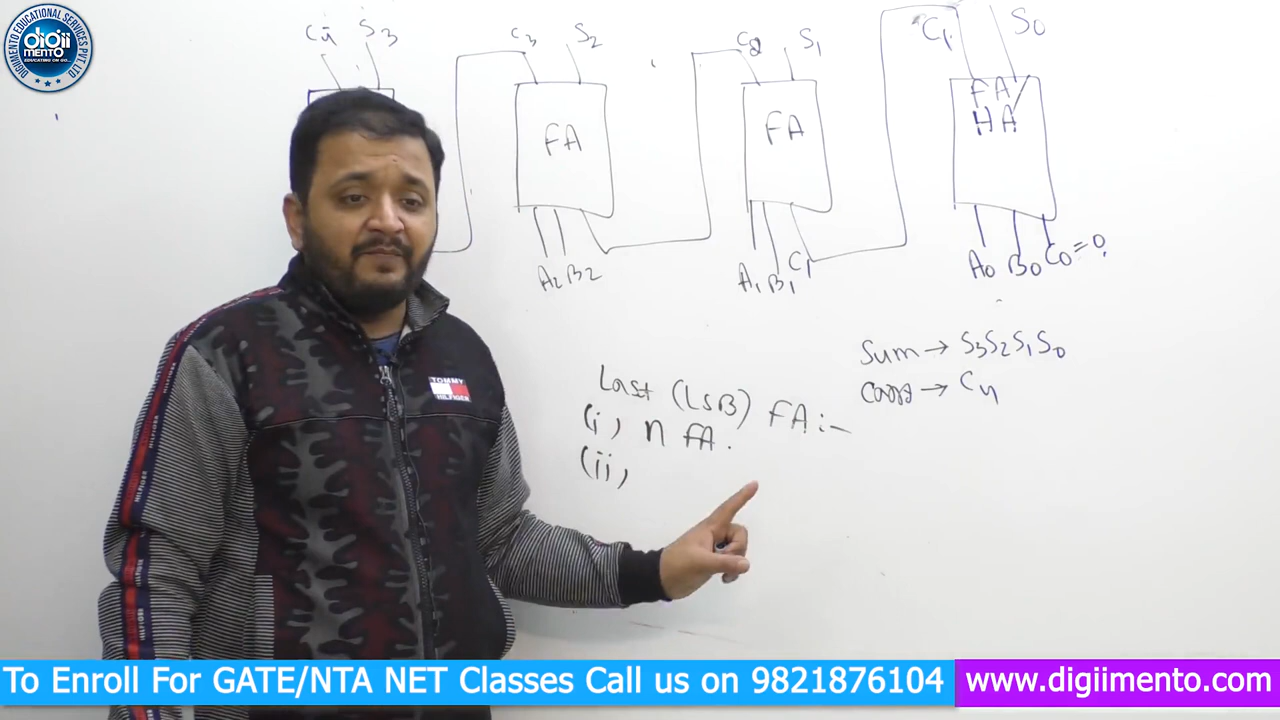 DIGIIMENTO EDUCATIONAL SERVICES PVT LTD
digii
MENTO
EDUCATING ON GO...
C4 S3 C3 S2 C2 S1 C1 S0
FA FA FA
HA
A2 B2 A1 B1 C1 A0 B0 C0=0
Sum → S3S2S1S0
→ C4
Last (LSB) FA:-
(i) n FA.
(ii)
TOMMY
HILFIGER
To Enroll For GATE/NTA NET Classes Call us on 9821876104
www.digiimento.com